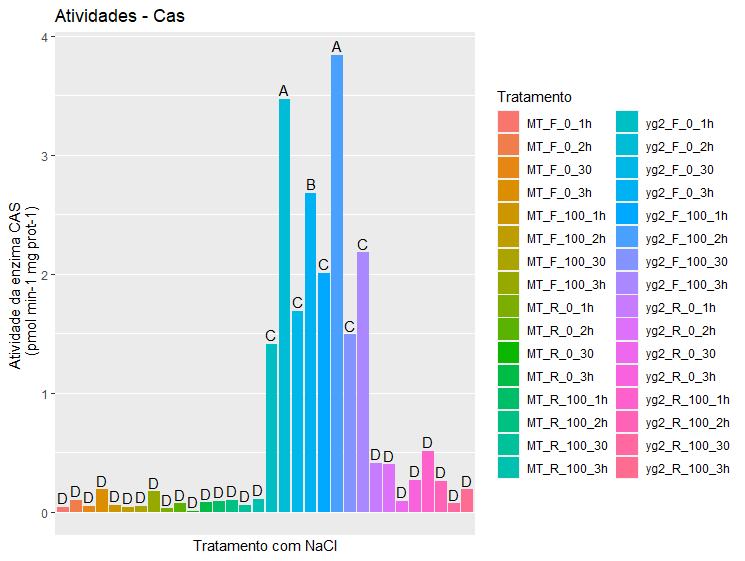 Atividades - Cas
4
3
2
1
0
Atividade da enzima CAS
(pmol min-1 mg prot-1)
D D D D D D D D D D D D D D D D C A C B C A C C D D D D D D D D
Tratamento com NaCl
Tratamento
MT_F_0_1h
MT_F_0_2h
MT_F_0_30
MT_F_0_3h
MT_F_100_1h
MT_F_100_2h
MT_F_100_30
MT_F_100_3h
MT_R_0_1h
MT_R_0_2h
MT_R_0_30
MT_R_0_3h
MT_R_100_1h
MT_R_100_2h
MT_R_100_30
MT_R_100_3h
yg2_F_0_1h
yg2_F_0_2h
yg2_F_0_30
yg2_F_0_3h
yg2_F_100_1h
yg2_F_100_2h
yg2_F_100_30
yg2_F_100_3h
yg2_R_0_1h
yg2_R_0_2h
yg2_R_0_30
yg2_R_0_3h
yg2_R_100_1h
yg2_R_100_2h
yg2_R_100_30
yg2_R_100_3h